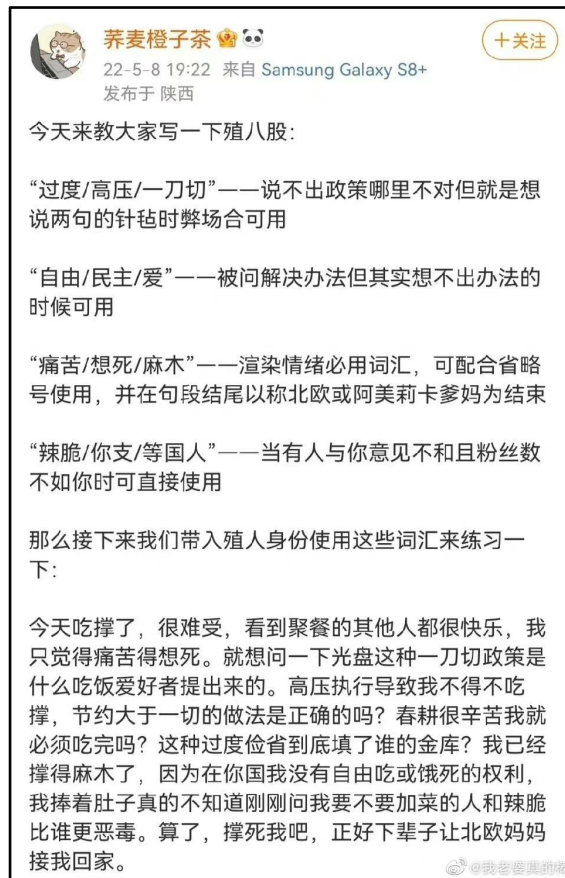 荞麦橙子茶
+关注
22-5-8 19:22 来自 Samsung Galaxy S8+
发布于 陕西
今天来教大家写一下殖八股：
“过度/高压/一刀切”——说不出政策哪里不对但就是想
说两句的针毡时弊场合可用
“自由/民主/爱”——被问解决办法但其实想不出办法的
时候可用
“痛苦/想死/麻木”——渲染情绪必用词汇，可配合省略
号使用，并在句段结尾以称北欧或阿美莉卡爹妈为结束
“辣脆/你支/等国人”——当有人与你意见不和且粉丝数
不如你时可直接使用
那么接下来我们带入殖人身份使用这些词汇来练习一
下：
今天吃撑了，很难受，看到聚餐的其他人都很快乐，我
只觉得痛苦得想死。就想问一下光盘这种一刀切政策是
什么吃饭爱好者提出来的。高压执行导致我不得不吃
撑，节约大于一切的做法是正确的吗？春耕很辛苦我就
必须吃完吗？这种过度俭省到底填了谁的金库？我已经
撑得麻木了，因为在你国我没有自由吃或饿死的权利，
我捧着肚子真的不知道刚刚问我要不要加菜的人和辣脆
比谁更恶毒。算了，撑死我吧，正好下辈子让北欧妈妈
接我回家。
@我老婆真的棒